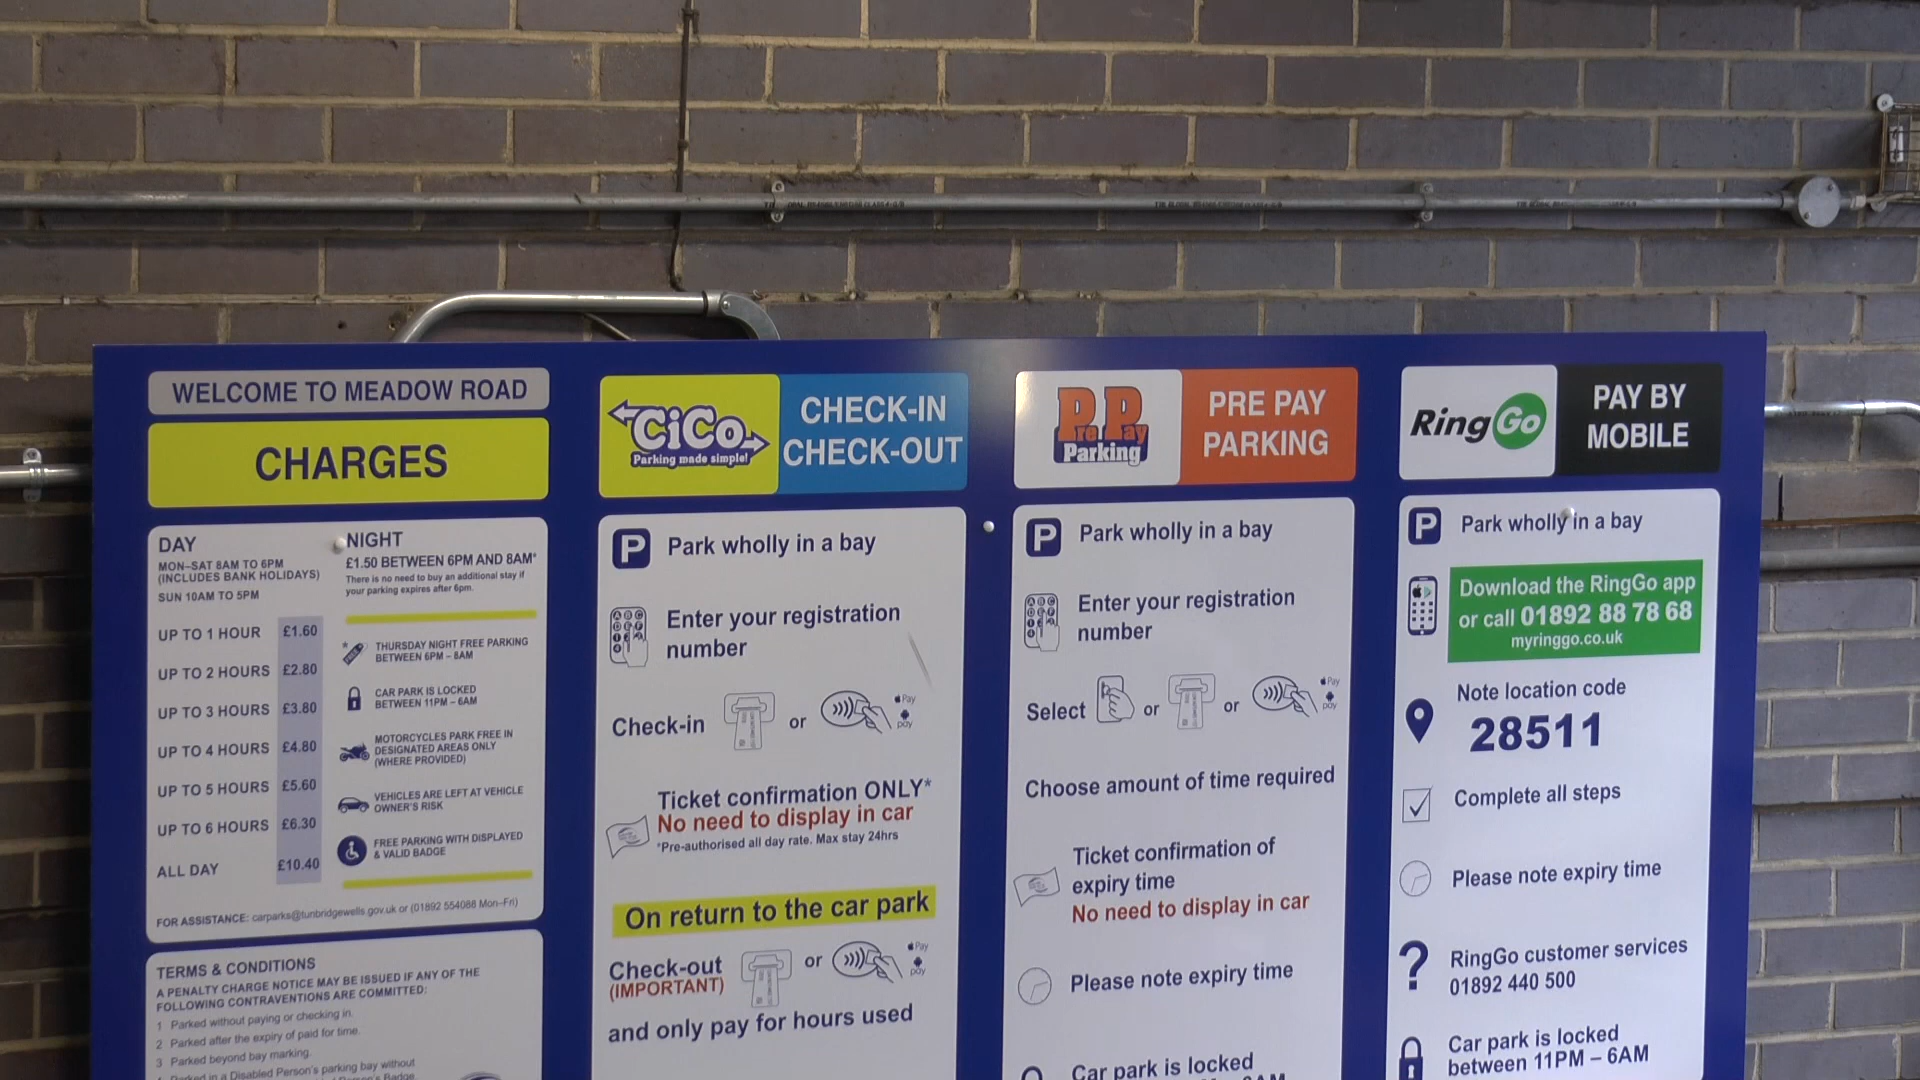 WELCOME TO MEADOW ROAD
CHARGES
DAY
MON–SAT 8AM TO 6PM
(INCLUDES BANK HOLIDAYS)
SUN 10AM TO 5PM
UP TO 1 HOUR £1.60
UP TO 2 HOURS £2.80
UP TO 3 HOURS £3.80
UP TO 4 HOURS £4.80
UP TO 5 HOURS £5.60
UP TO 6 HOURS £6.30
ALL DAY £10.40
NIGHT
£1.50 BETWEEN 6PM AND 8AM*
There is no need to buy an additional stay if
your parking expires after 6pm.
* THURSDAY NIGHT FREE PARKING
BETWEEN 6PM – 8AM
CAR PARK IS LOCKED
BETWEEN 11PM – 6AM
MOTORCYCLES PARK FREE IN
DESIGNATED AREAS ONLY
(WHERE PROVIDED)
VEHICLES ARE LEFT AT VEHICLE
OWNER'S RISK
FREE PARKING WITH DISPLAYED
& VALID BADGE
FOR ASSISTANCE: carparks@tunbridgewells.gov.uk or (01892 554088 Mon–Fri)
TERMS & CONDITIONS
A PENALTY CHARGE NOTICE MAY BE ISSUED IF ANY OF THE
FOLLOWING CONTRAVENTIONS ARE COMMITTED:
1 Parked without paying or checking in.
2 Parked after the expiry of paid for time.
3 Parked beyond bay marking.
4 Parked in a Disabled Person's parking bay without
CiCo
Parking made simple!
CHECK-IN
CHECK-OUT
P Park wholly in a bay
Enter your registration
number
Check-in or
Pay
pay
Ticket confirmation ONLY*
No need to display in car
*Pre-authorised all day rate. Max stay 24hrs
On return to the car park
Check-out or
(IMPORTANT)
Pay
pay
and only pay for hours used
Pre Pay
Parking
PRE PAY
PARKING
P Park wholly in a bay
Enter your registration
number
Select or or
Pay
pay
Choose amount of time required
Ticket confirmation of
expiry time
No need to display in car
Please note expiry time
Car park is locked
RingGo
PAY BY
MOBILE
P Park wholly in a bay
Download the RingGo app
or call 01892 88 78 68
myringgo.co.uk
Note location code
28511
Complete all steps
Please note expiry time
? RingGo customer services
01892 440 500
Car park is locked
between 11PM – 6AM